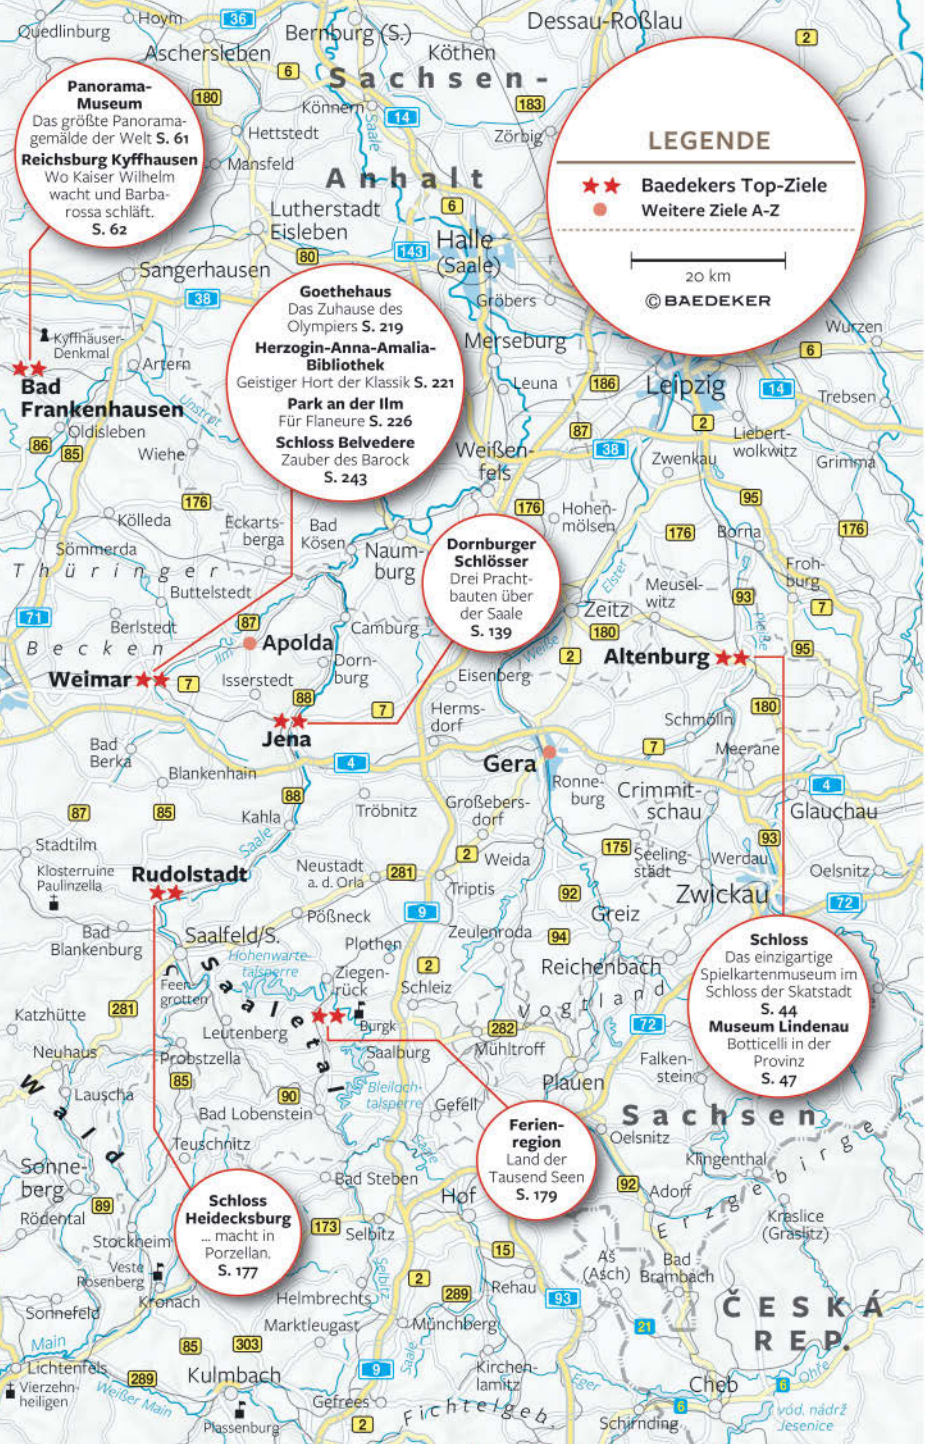 Quedlinburg
Hoym
36
Bernburg (S.)
Dessau-Roßlau
2
Aschersleben
Köthen
6
Sachsen-
Panorama-
Museum
Das größte Panorama-
gemälde der Welt S. 61
Reichsburg Kyffhausen
Wo Kaiser Wilhelm
wacht und Barba-
rossa schläft.
S. 62
180
Könnern
Saale
14
183
Zörbig
Hettstedt
Mansfeld
Anhalt
6
Lutherstadt
Eisleben
LEGENDE
Baedekers Top-Ziele
Weitere Ziele A-Z
20 km
© BAEDEKER
80
143
Halle
(Saale)
Sangerhausen
38
Gröbers
Goethehaus
Das Zuhause des
Olympiers S. 219
Herzogin-Anna-Amalia-
Bibliothek
Geistiger Hort der Klassik S. 221
Park an der Ilm
Für Flaneure S. 226
Schloss Belvedere
Zauber des Barock
S. 243
Kyffhäuser-
Denkmal
Artern
Merseburg
Wurzen
6
Bad
Frankenhausen
Unstrut
Leuna
186
Leipzig
14
Trebsen
Oldisleben
86
85
Wiehe
87
2
Liebert-
wolkwitz
Weißen-
fels
38
Zwenkau
Grimma
176
95
Kölleda
Eckarts-
berga
Bad
Kösen
176
Hohen-
mölsen
176
Borna
176
Sömmerda
Naum-
burg
Dornburger
Schlösser
Drei Pracht-
bauten über
der Saale
S. 139
Elster
Froh-
burg
Thüringer
Buttelstedt
Meusel-
witz
93
7
71
Berlstedt
87
Camburg
Zeitz
Pleiße
Becken
Ilm
Apolda
180
Weiße
95
Dorn-
burg
2
Altenburg
Weimar
7
Isserstedt
Eisenberg
88
7
Herms-
dorf
180
Jena
Schmölln
Bad
Berka
4
Gera
7
Meerane
Blankenhain
Ronne-
burg
Crimmit-
schau
4
88
Tröbnitz
Großebers-
dorf
Glauchau
87
85
Kahla
Saale
93
Stadtilm
2
Weida
175
Seeling-
städt
Werdau
Klosterruine
Paulinzella
Rudolstadt
Neustadt
a. d. Orla
281
Oelsnitz
Triptis
92
Zwickau
72
Pößneck
9
Greiz
Bad
Blankenburg
Saalfeld/S.
Zeulenroda
94
Schloss
Das einzigartige
Spielkartenmuseum im
Schloss der Skatstadt
S. 44
Museum Lindenau
Botticelli in der
Provinz
S. 47
Plothen
Hohenwarte-
talsperre
2
Reichenbach
Feen-
grotten
Ziegen-
rück
Schleiz
Vogtland
Saaletal
281
Katzhütte
Leutenberg
Burgk
282
72
Neuhaus
Probstzella
Saalburg
Mühltroff
Falken-
stein
Wald
85
Bleiloch-
talsperre
Plauen
Lauscha
90
Bad Lobenstein
Gefell
Sachsen
Ferien-
region
Land der
Tausend Seen
S. 179
Teuschnitz
Saale
Oelsnitz
Klingenthal
Sonne-
berg
Bad Steben
Schloss
Heidecksburg
... macht in
Porzellan.
S. 177
Hof
92
Adorf
Erzgebirge
89
Rödental
173
Selbitz
Kraslice
(Graslitz)
Stockheim
15
Aš
(Asch)
Bad
Brambach
Veste
Rosenberg
Selbitz
2
Rehau
Kronach
Helmbrechts
289
93
ČESKÁ
REP.
Sonnefeld
Marktleugast
Münchberg
21
Main
85
303
Lichtenfels
Kulmbach
9
Saale
Kirchen-
lamitz
Eger
Cheb
6
Ohře
Vierzehn-
heiligen
289
Weißer Main
Gefrees
6
Plassenburg
2
Fichtelgeb.
Schirnding
vód. nádrž
Jesenice